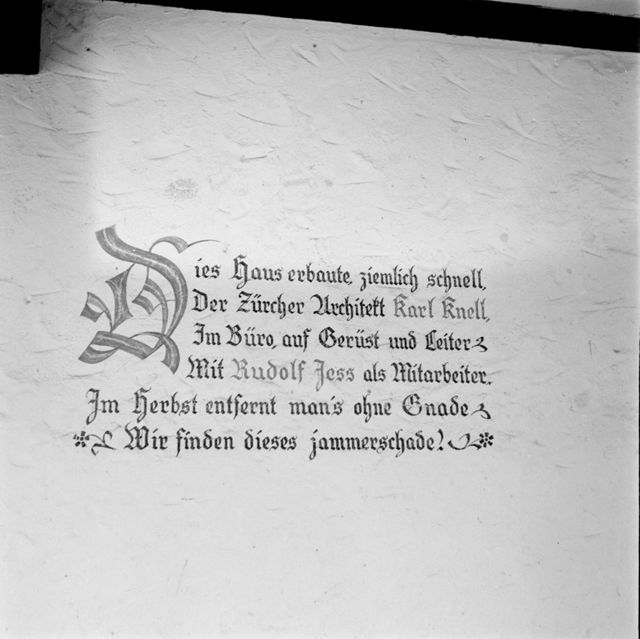 Dies Haus erbaute, ziemlich schnell,
Der Zürcher Architekt Karl Knell,
Im Büro, auf Gerüst und Leiter
Mit Rudolf Jess als Mitarbeiter.
Im Herbst entfernt man's ohne Gnade
Wir finden dieses jammerschade!